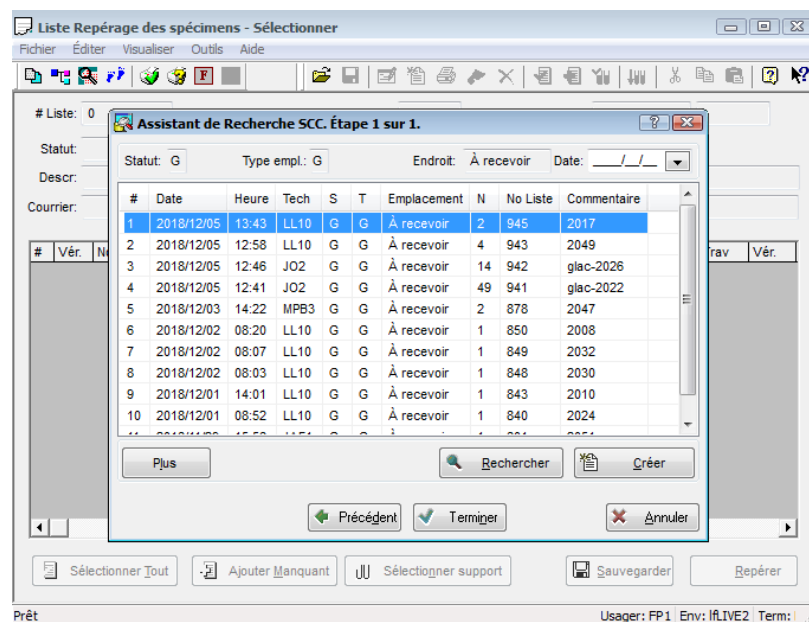 Liste Repérage des spécimens - Sélectionner
Fichier Éditer Visualiser Outils Aide
# Liste: 0
Assistant de Recherche SCC. Étape 1 sur 1.
Statut:
Descr:
Courrier:
# Vér.
Vér.
Statut: G Type empl.: G Endroit: À recevoir Date: __/_/__
# Date Heure Tech S T Emplacement N No Liste Commentaire
1 2018/12/05 13:43 LL10 G G À recevoir 2 945 2017
2 2018/12/05 12:58 LL10 G G À recevoir 4 943 2049
3 2018/12/05 12:46 JO2 G G À recevoir 14 942 glac-2026
4 2018/12/05 12:41 JO2 G G À recevoir 49 941 glac-2022
5 2018/12/03 14:22 MPB3 G G À recevoir 2 878 2047
6 2018/12/02 08:20 LL10 G G À recevoir 1 850 2008
7 2018/12/02 08:07 LL10 G G À recevoir 1 849 2032
8 2018/12/02 08:03 LL10 G G À recevoir 1 848 2030
9 2018/12/01 14:01 LL10 G G À recevoir 1 843 2010
10 2018/12/01 08:52 LL10 G G À recevoir 1 840 2024
Plus Rechercher Créer
Précédent Terminer Annuler
Sélectionner Tout Ajouter Manquant Sélectionner support Sauvegarder Repérer
Prêt Usager: FP1 Env: lfLIVE2 Term: